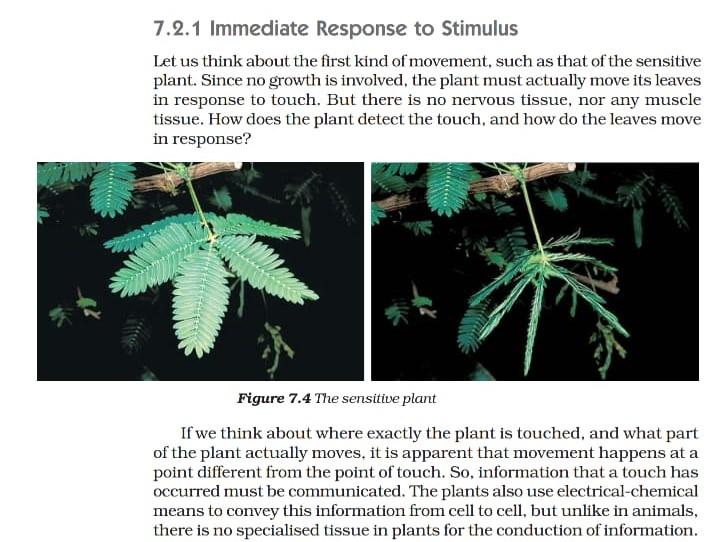 7.2.1 Immediate Response to Stimulus
Let us think about the first kind of movement, such as that of the sensitive
plant. Since no growth is involved, the plant must actually move its leaves
in response to touch. But there is no nervous tissue, nor any muscle
tissue. How does the plant detect the touch, and how do the leaves move
in response?
Figure 7.4 The sensitive plant
If we think about where exactly the plant is touched, and what part
of the plant actually moves, it is apparent that movement happens at a
point different from the point of touch. So, information that a touch has
occurred must be communicated. The plants also use electrical-chemical
means to convey this information from cell to cell, but unlike in animals,
there is no specialised tissue in plants for the conduction of information.